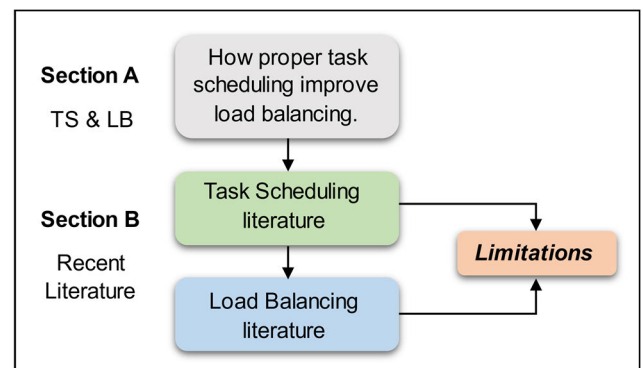 Section A
TS & LB
How proper task
scheduling improve
load balancing.
Section B
Recent
Literature
Task Scheduling
literature
Load Balancing
literature
Limitations